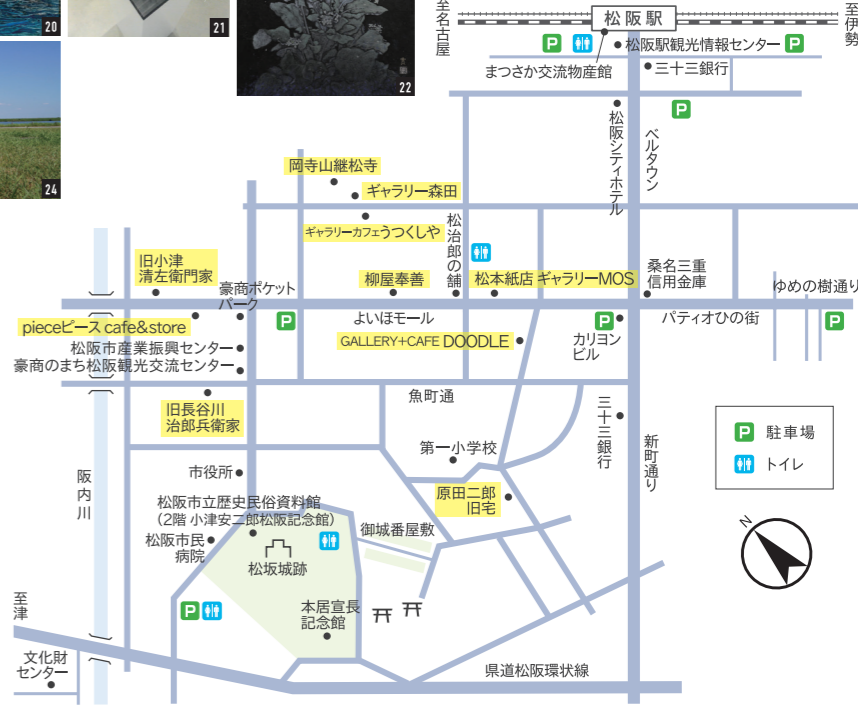 20
21
22
24
至名古屋
松阪駅
至伊勢
P
松阪駅観光情報センター
P
まつさか交流物産館
三十三銀行
P
松阪シティホテル
ベルタウン
岡寺山継松寺
ギャラリー森田
ギャラリーカフェうつくしや
松治郎の舗
旧小津
清左衛門家
豪商ポケット
パーク
柳屋奉善
松本紙店 ギャラリーMOS
桑名三重
信用金庫
ゆめの樹通り
pieceピース cafe&store
P
よいほモール
P
カリヨン
ビル
パティオひの街
P
GALLERY+CAFE DOODLE
松阪市産業振興センター
豪商のまち松阪観光交流センター
旧長谷川
治郎兵衛家
魚町通
三十三銀行
新町通り
P 駐車場
トイレ
第一小学校
阪内川
市役所
原田二郎
旧宅
松阪市立歴史民俗資料館
(2階 小津安二郎松阪記念館)
御城番屋敷
松阪市民
病院
松坂城跡
N
P
本居宣長
記念館
至津
文化財
センター
県道松阪環状線